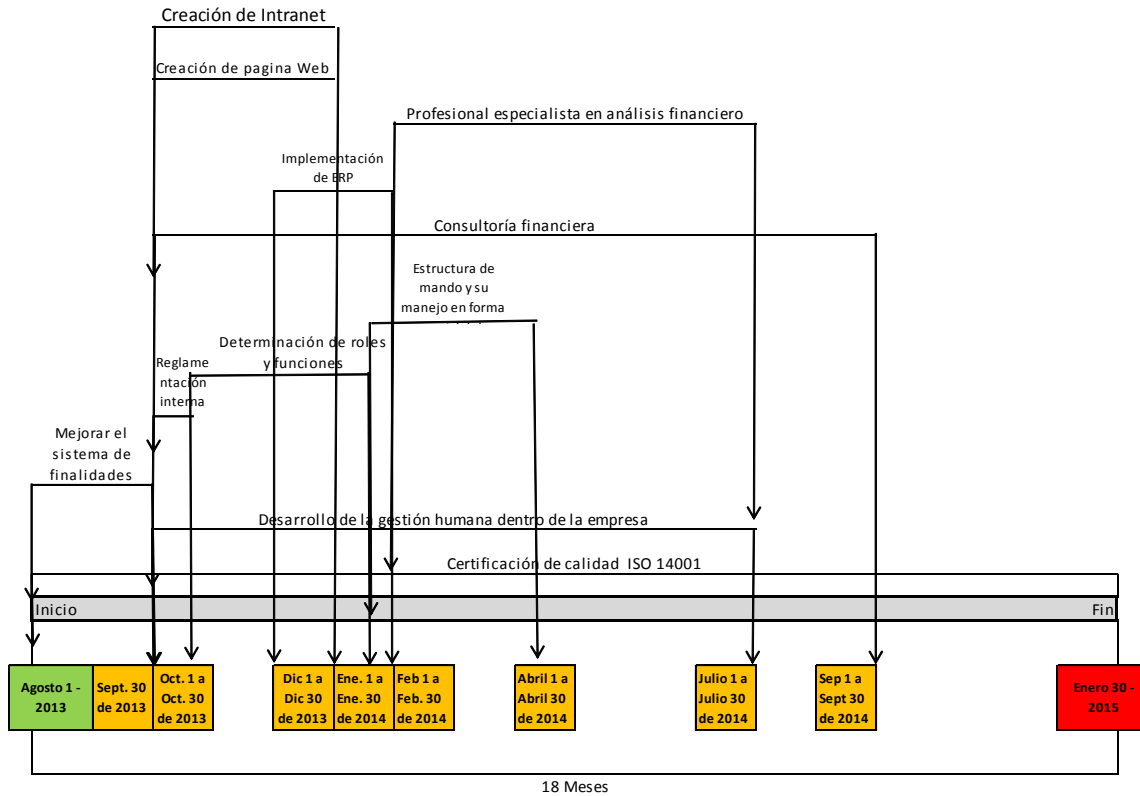 Creación de Intranet
Creación de pagina Web
Profesional especialista en análisis financiero
Implementación
de ERP
Consultoría financiera
Estructura de
mando y su
manejo en forma
Determinación de roles
y funciones
Reglame
ntación
interna
Mejorar el
sistema de
finalidades
Desarrollo de la gestión humana dentro de la empresa
Certificación de calidad ISO 14001
Inicio
Fin
Agosto 1 -
2013
Sept. 30
de 2013
Oct. 1 a
Oct. 30
de 2013
Dic 1 a
Dic 30
de 2013
Ene. 1 a
Ene. 30
de 2014
Feb 1 a
Feb. 30
de 2014
Abril 1 a
Abril 30
de 2014
Julio 1 a
Julio 30
de 2014
Sep 1 a
Sept 30
de 2014
Enero 30 -
2015
18 Meses